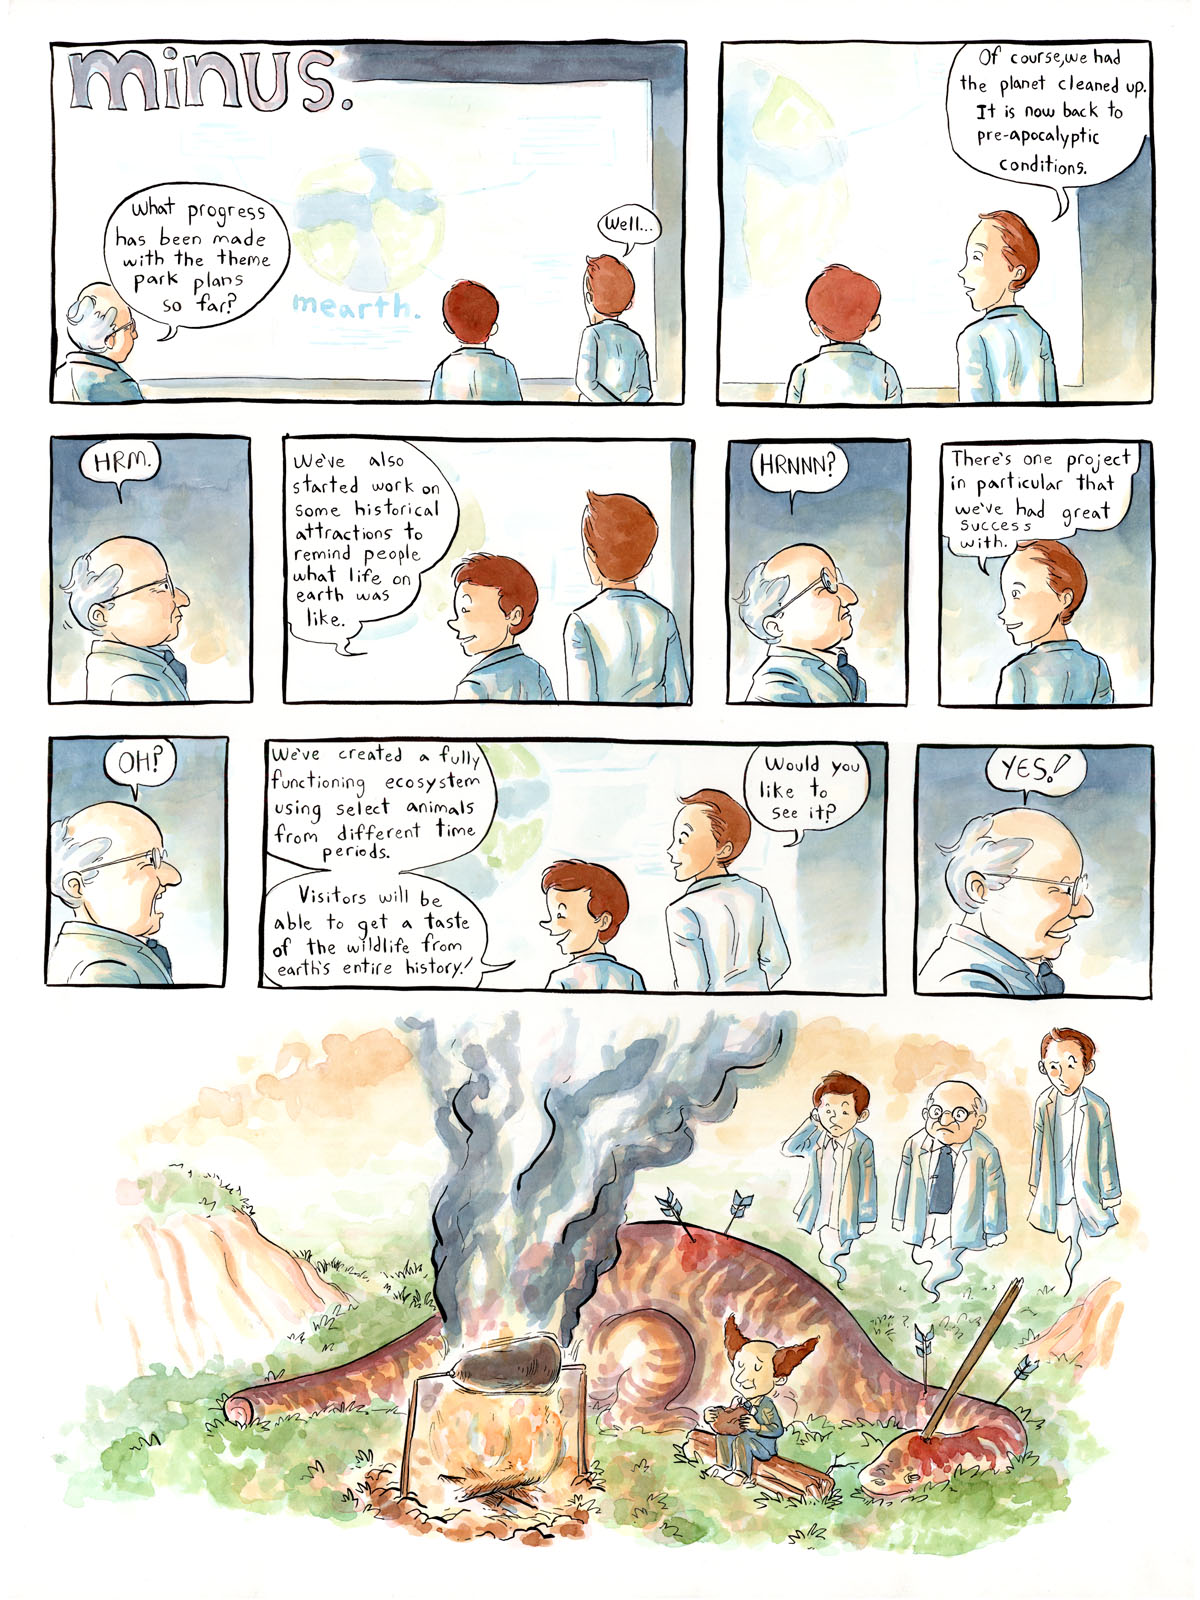 minus.
What progress
has been made
with the theme
park plans
so far?
mearth.
Well...
Of course, we had
the planet cleaned up.
It is now back to
pre-apocalyptic
conditions.
HRM.
We've also
started work on
some historical
attractions to
remind people
what life on
earth was
like.
HRNNN?
There's one project
in particular that
we've had great
success
with.
OH?
We've created a fully
functioning ecosystem
using select animals
from different time
periods.
Visitors will be
able to get a taste
of the wildlife from
earth's entire history!
Would you
like to
see it?
YES!